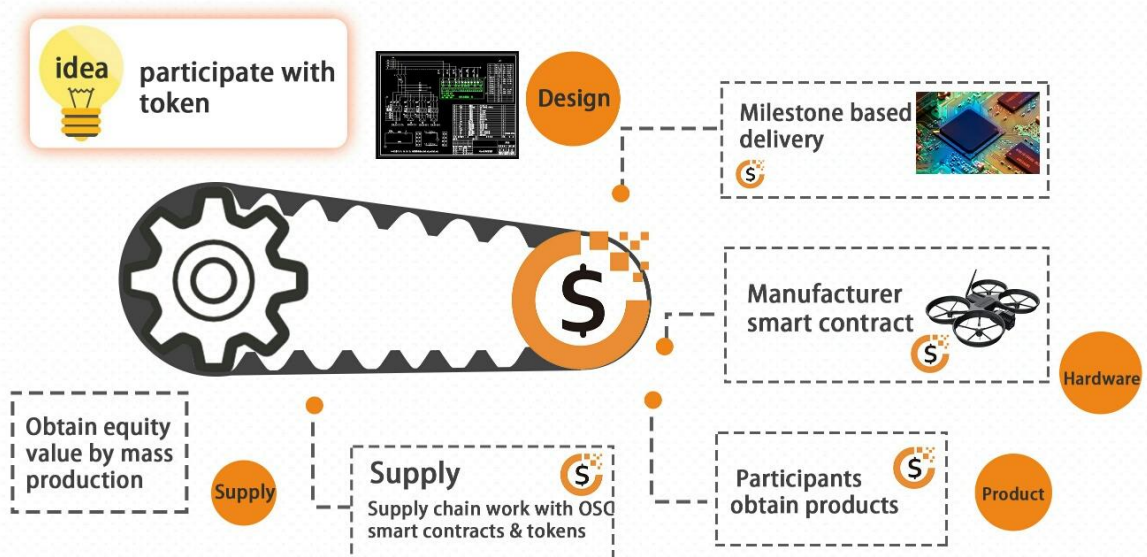 idea
participate with
token
Design
Milestone based
delivery
$
$
Manufacturer
smart contract
$
Hardware
Obtain equity
value by mass
production
Supply
Supply
$
Supply chain work with OSC
smart contracts & tokens
Participants
obtain products
$
Product